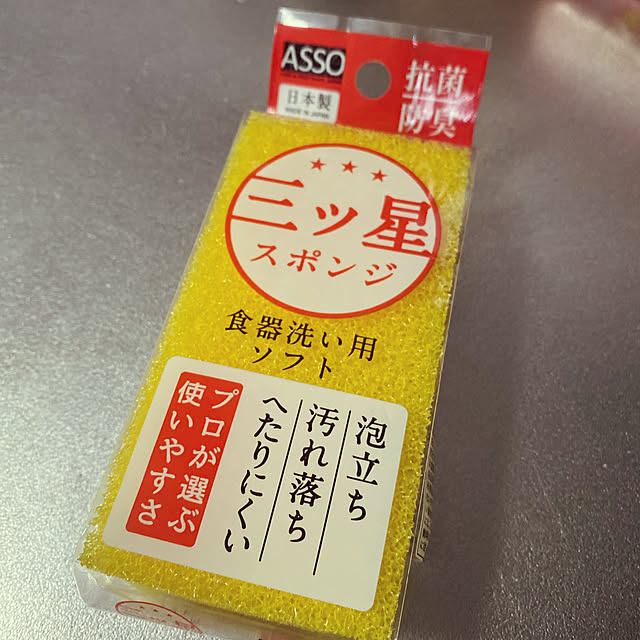 ASSO
日本製
MADE IN JAPAN
抗菌
防臭
三ッ星
スポンジ
食器洗い用
ソフト
泡立ち
汚れ落ち
へたりにくい
プロが選ぶ
使いやすさ